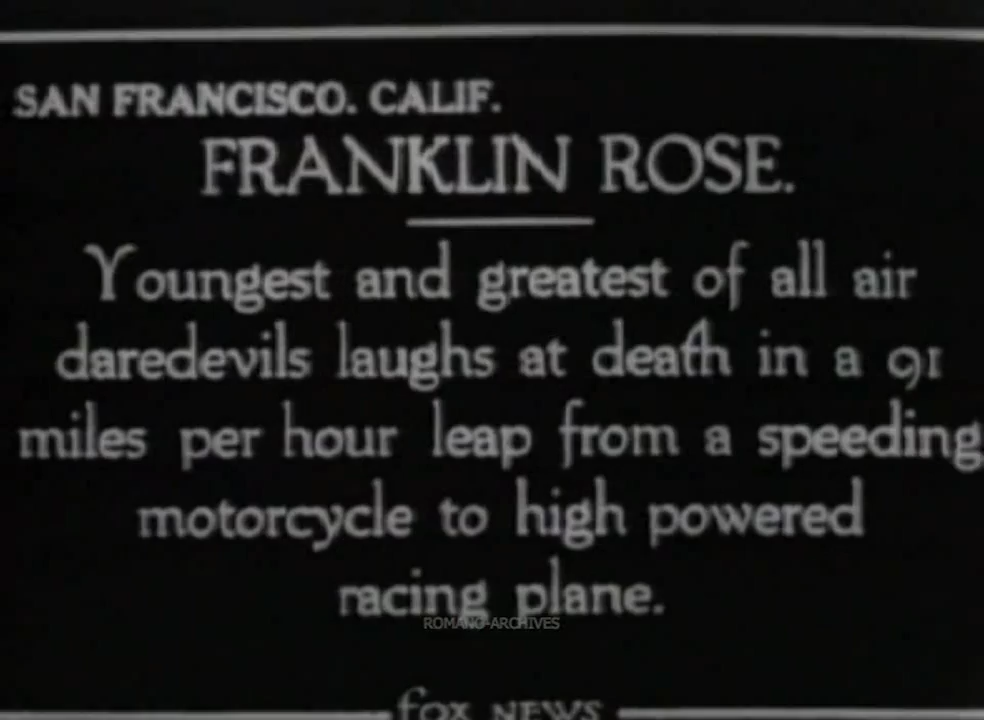 SAN FRANCISCO. CALIF.
FRANKLIN ROSE.
Youngest and greatest of all air
daredevils laughs at death in a 91
miles per hour leap from a speeding
motorcycle to high powered
racing plane.
ROMANO-ARCHIVES
fox NEWS